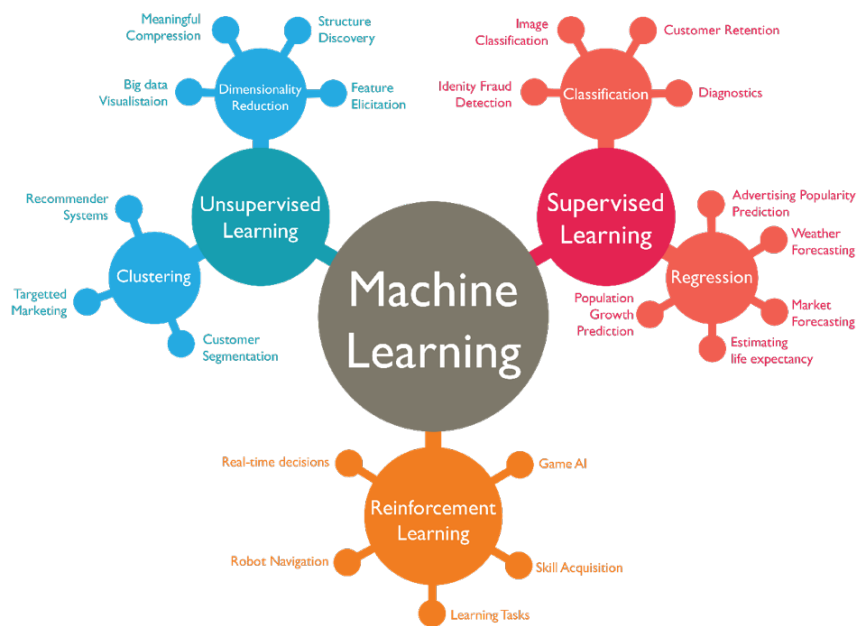 Meaningful
Compression
Structure
Discovery
Big data
Visualistaion
Dimensionality
Reduction
Feature
Elicitation
Image
Classification
Customer Retention
Idenity Fraud
Detection
Classification
Diagnostics
Recommender
Systems
Unsupervised
Learning
Clustering
Targetted
Marketing
Customer
Segmentation
Machine
Learning
Supervised
Learning
Advertising Popularity
Prediction
Weather
Forecasting
Regression
Population
Growth
Prediction
Market
Forecasting
Estimating
life expectancy
Real-time decisions
Game AI
Reinforcement
Learning
Robot Navigation
Skill Acquisition
Learning Tasks